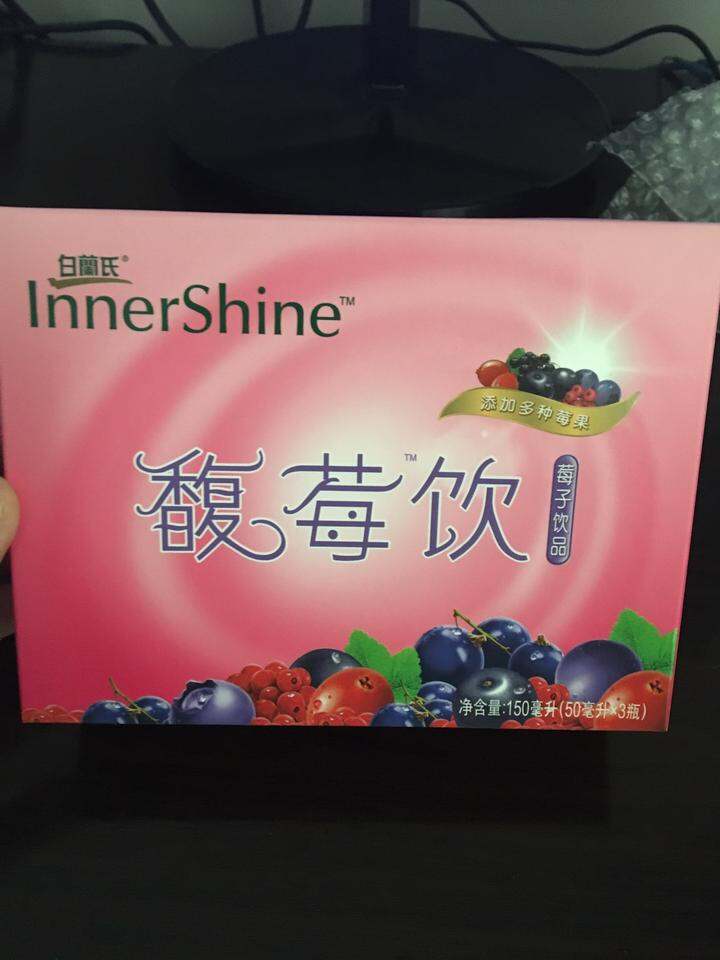 白蘭氏®
InnerShine™
添加多种莓果
馥莓™饮
莓子饮品
净含量:150毫升(50毫升×3瓶)